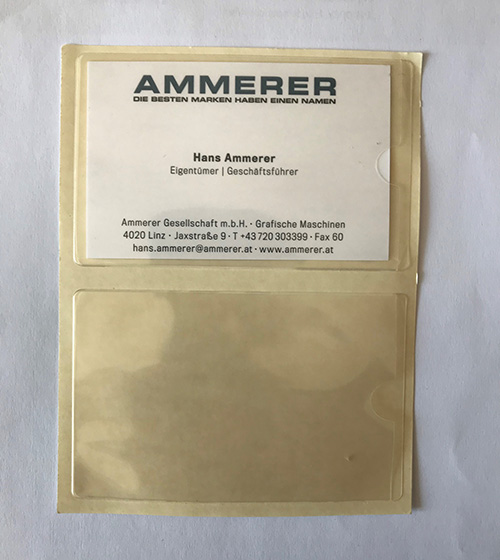 AMMERER
DIE BESTEN MARKEN HABEN EINEN NAMEN
Hans Ammerer
Eigentümer | Geschäftsführer
Ammerer Gesellschaft m.b.H. · Grafische Maschinen
4020 Linz · Jaxstraße 9 · T +43 720 303399 · Fax 60
hans.ammerer@ammerer.at · www.ammerer.at